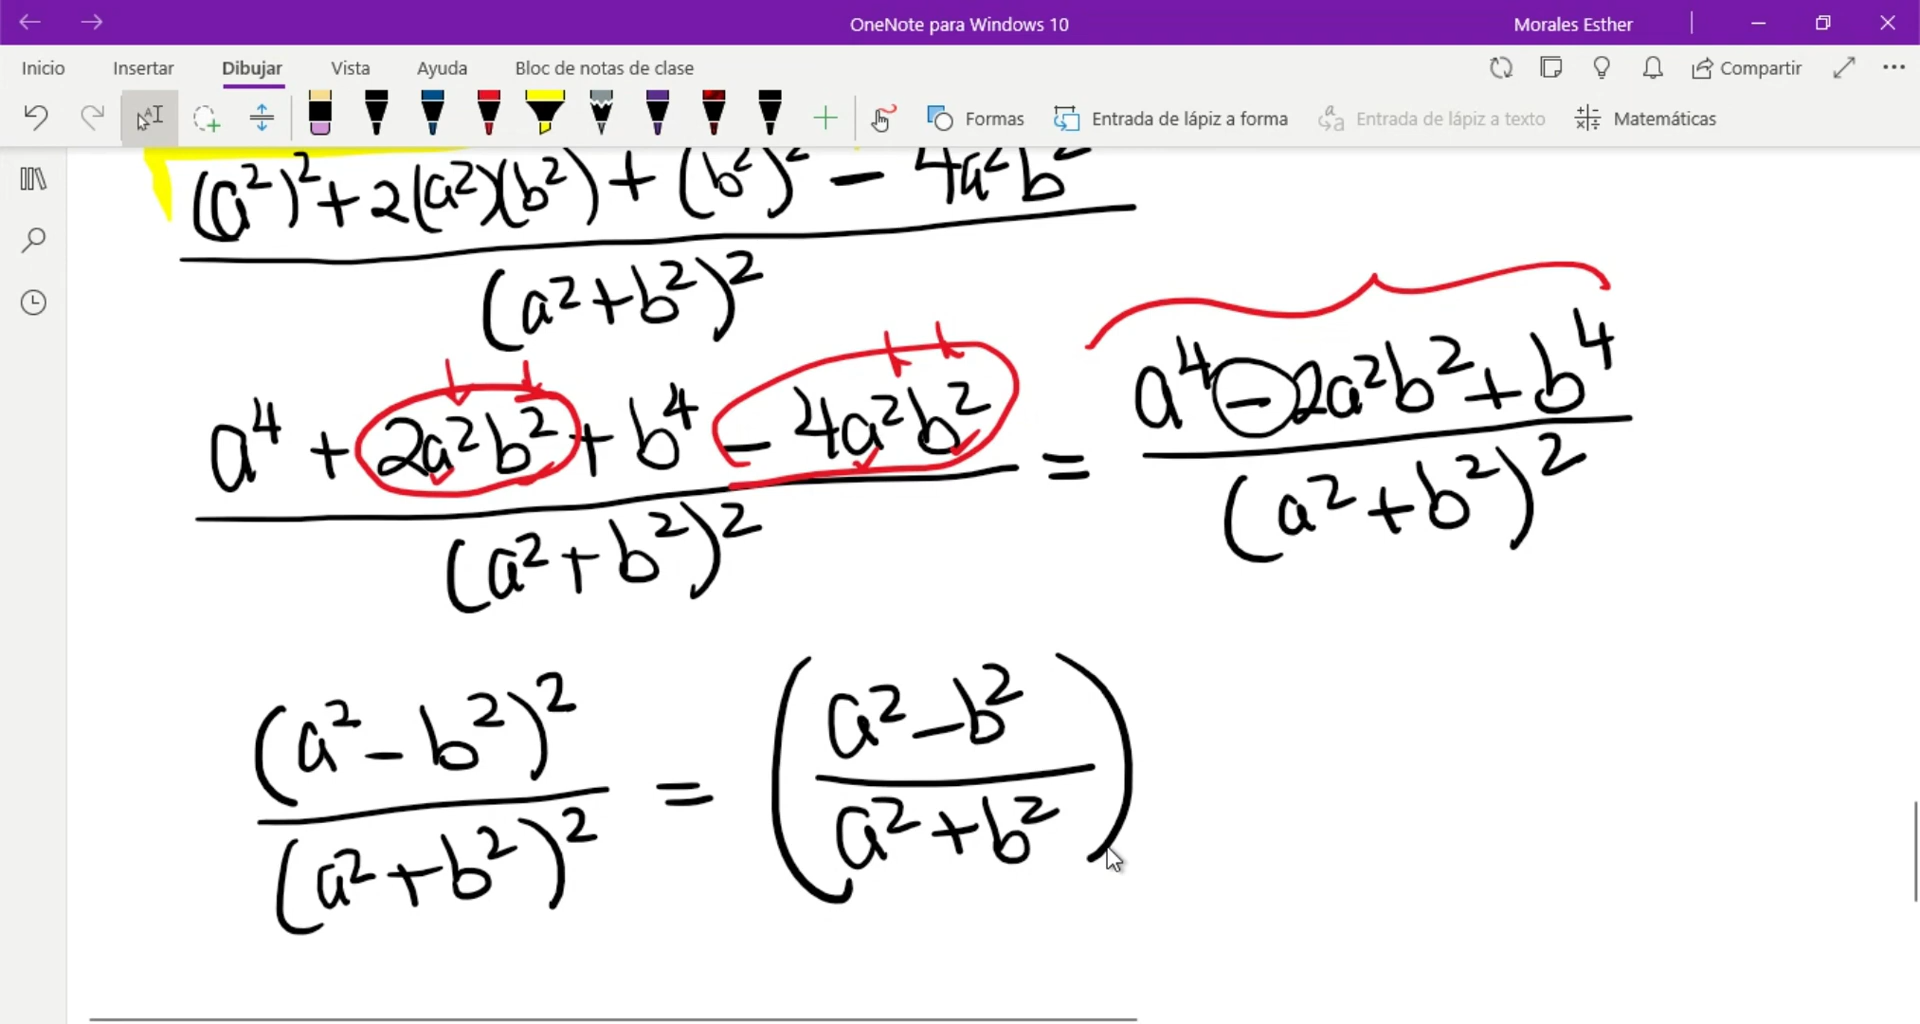 OneNote para Windows 10
Morales Esther
Inicio Insertar Dibujar Vista Ayuda Bloc de notas de clase Compartir
Formas Entrada de lápiz a forma Entrada de lápiz a texto Matemáticas
(a²)² + 2(a²)(b²) + (b²)² - 4a²b²
(a² + b²)²
a⁴ + 2a²b² + b⁴ - 4a²b² = a⁴ - 2a²b² + b⁴
(a² + b²)² (a² + b²)²
(a² - b²)² = ( a² - b² )
(a² + b²)² a² + b²